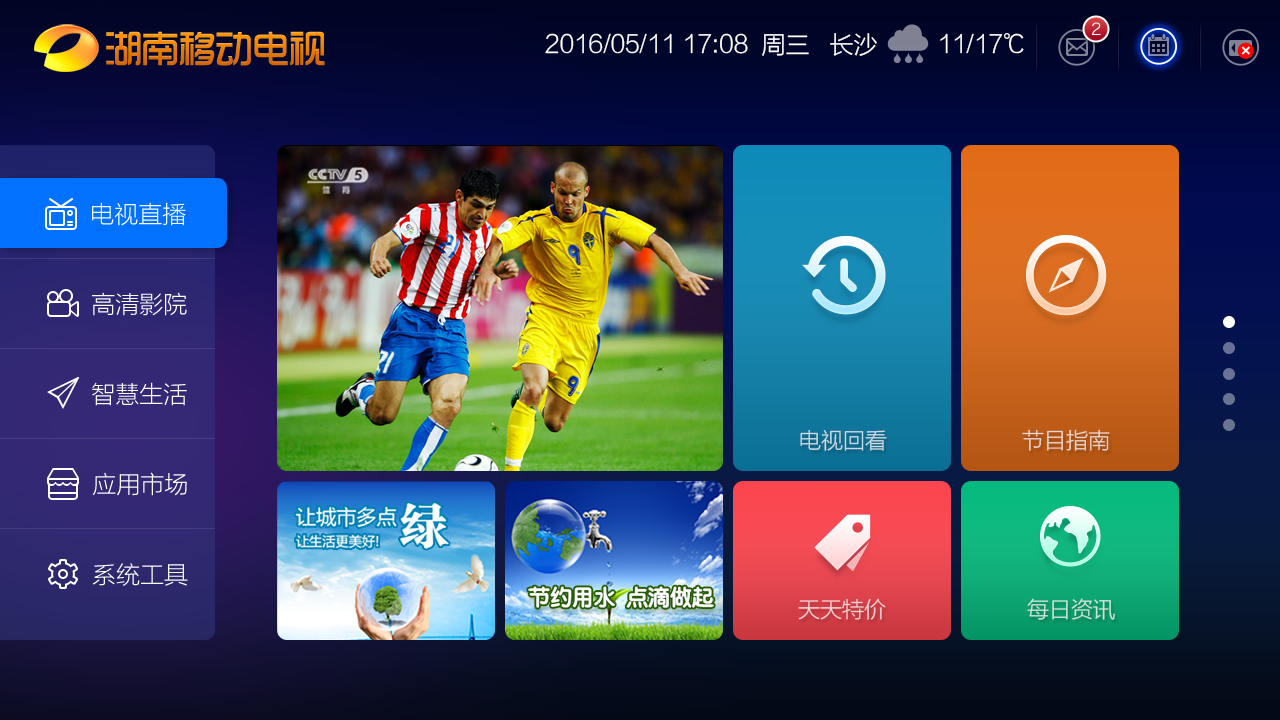 湖南移动电视
2016/05/11 17:08 周三 长沙 11/17℃
2
电视直播
高清影院
智慧生活
应用市场
系统工具
CCTV 5
体育
21
9
21
9
电视回看
节目指南
让城市多点绿
让生活更美好!
节约用水 点滴做起
天天特价
每日资讯